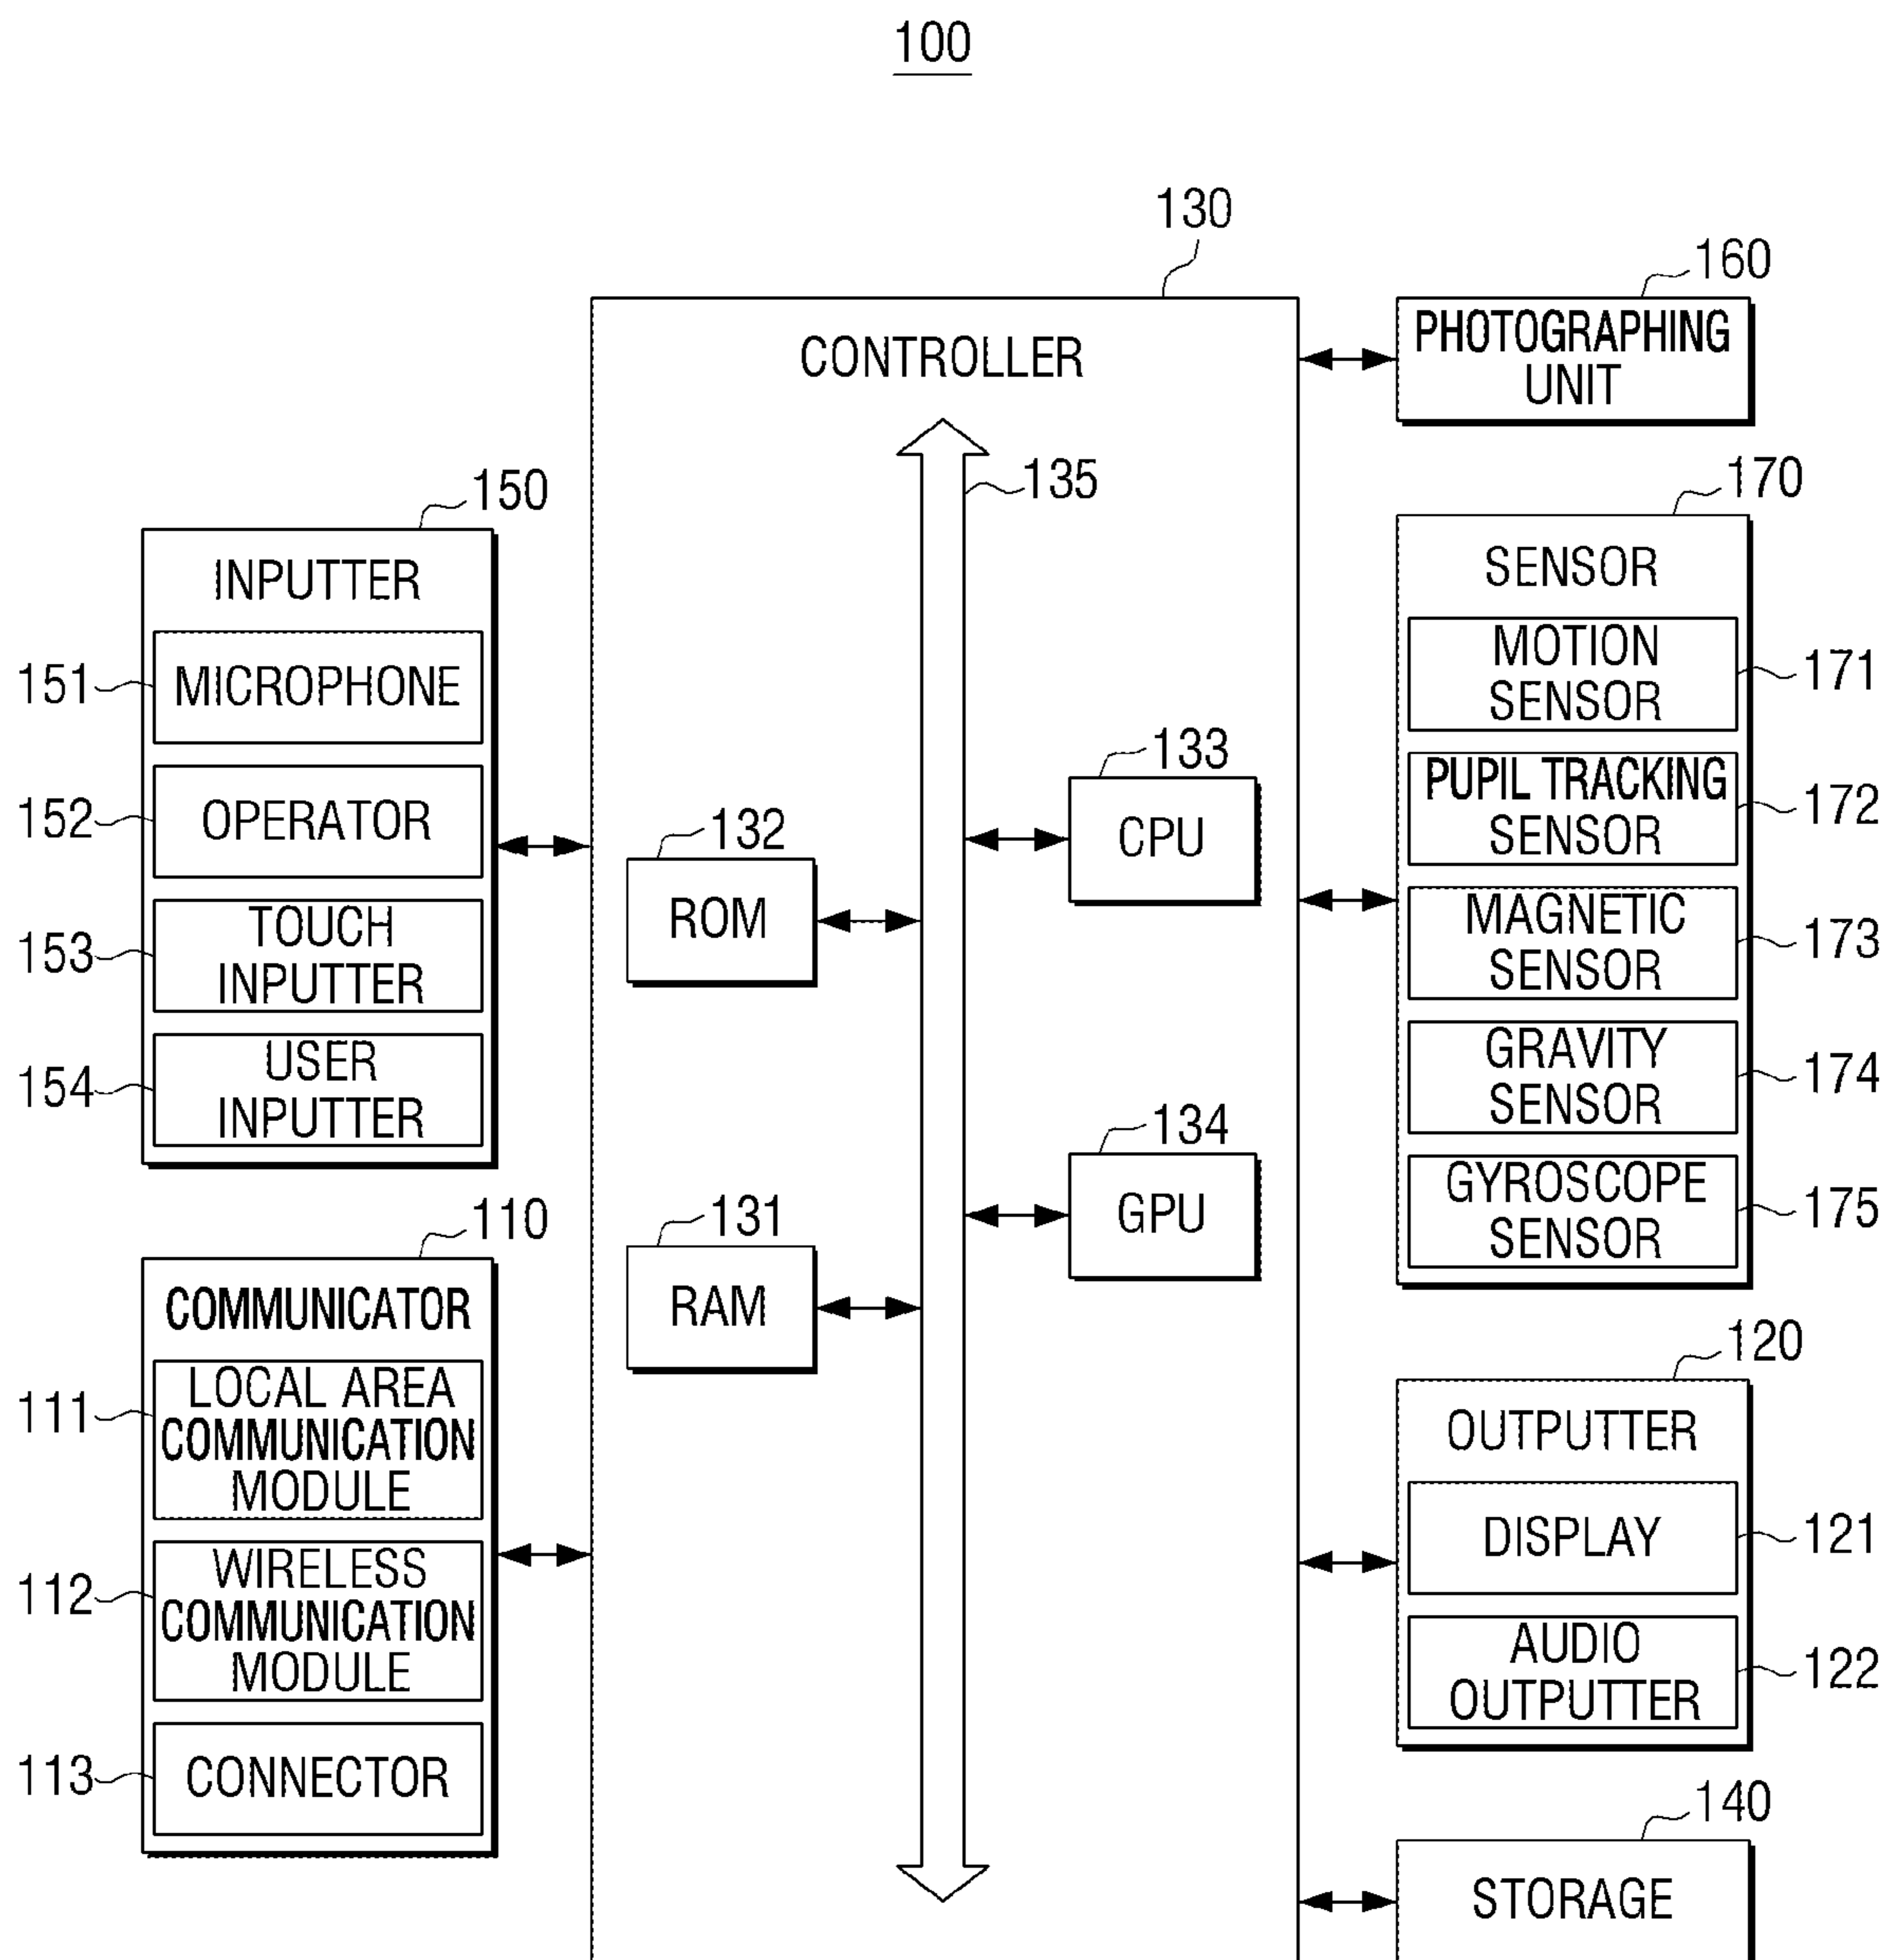 100
130
CONTROLLER
135
133
CPU
132
ROM
134
GPU
131
RAM
150
INPUTTER
151
MICROPHONE
152
OPERATOR
153
TOUCH
INPUTTER
154
USER
INPUTTER
110
COMMUNICATOR
111
LOCAL AREA
COMMUNICATION
MODULE
112
WIRELESS
COMMUNICATION
MODULE
113
CONNECTOR
160
PHOTOGRAPHING
UNIT
170
SENSOR
MOTION
SENSOR
171
PUPIL TRACKING
SENSOR
172
MAGNETIC
SENSOR
173
GRAVITY
SENSOR
174
GYROSCOPE
SENSOR
175
120
OUTPUTTER
DISPLAY
121
AUDIO
OUTPUTTER
122
140
STORAGE